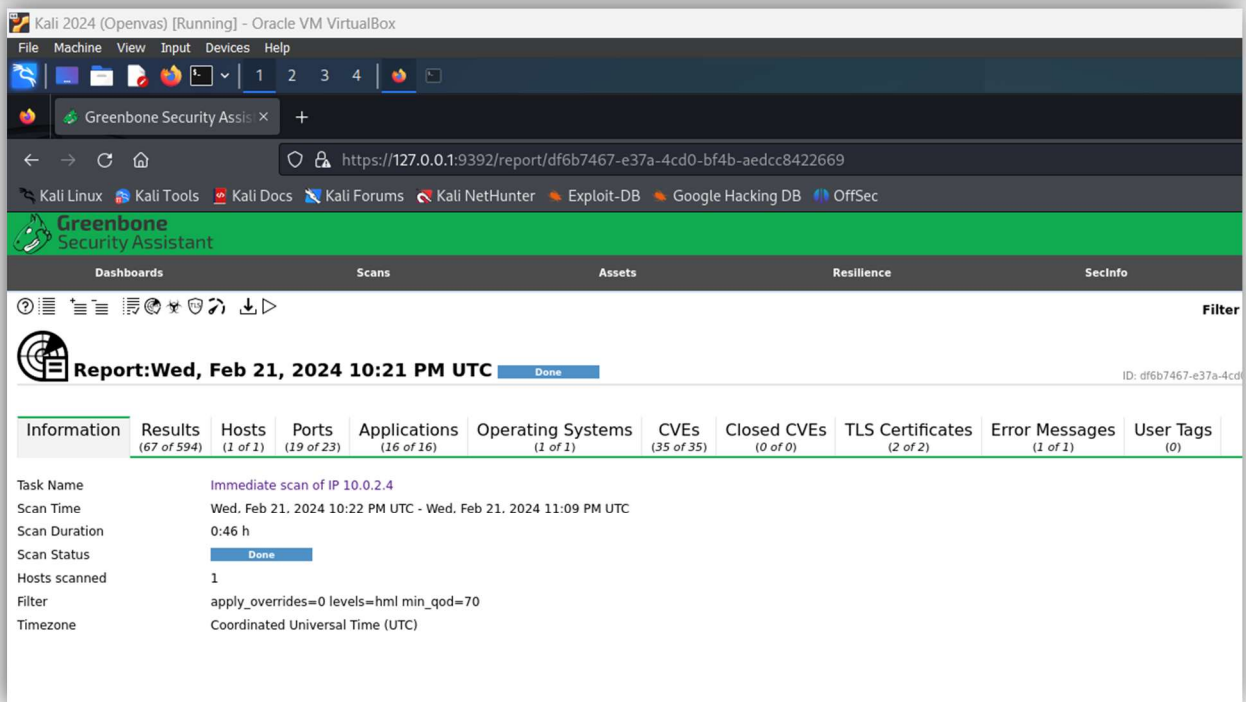 Kali 2024 (Openvas) [Running] - Oracle VM VirtualBox
File Machine View Input Devices Help
1 2 3 4
Greenbone Security Assis
https://127.0.0.1:9392/report/df6b7467-e37a-4cd0-bf4b-aedcc8422669
Kali Linux Kali Tools Kali Docs Kali Forums Kali NetHunter Exploit-DB Google Hacking DB OffSec
Greenbone
Security Assistant
Dashboards Scans Assets Resilience SecInfo
Filter
Report:Wed, Feb 21, 2024 10:21 PM UTC Done
ID: df6b7467-e37a-4cd
Information Results Hosts Ports Applications Operating Systems CVEs Closed CVEs TLS Certificates Error Messages User Tags
(67 of 594) (1 of 1) (19 of 23) (16 of 16) (1 of 1) (35 of 35) (0 of 0) (2 of 2) (1 of 1) (0)
Task Name Immediate scan of IP 10.0.2.4
Scan Time Wed, Feb 21, 2024 10:22 PM UTC - Wed, Feb 21, 2024 11:09 PM UTC
Scan Duration 0:46 h
Scan Status Done
Hosts scanned 1
Filter apply_overrides=0 levels=hml min_qod=70
Timezone Coordinated Universal Time (UTC)